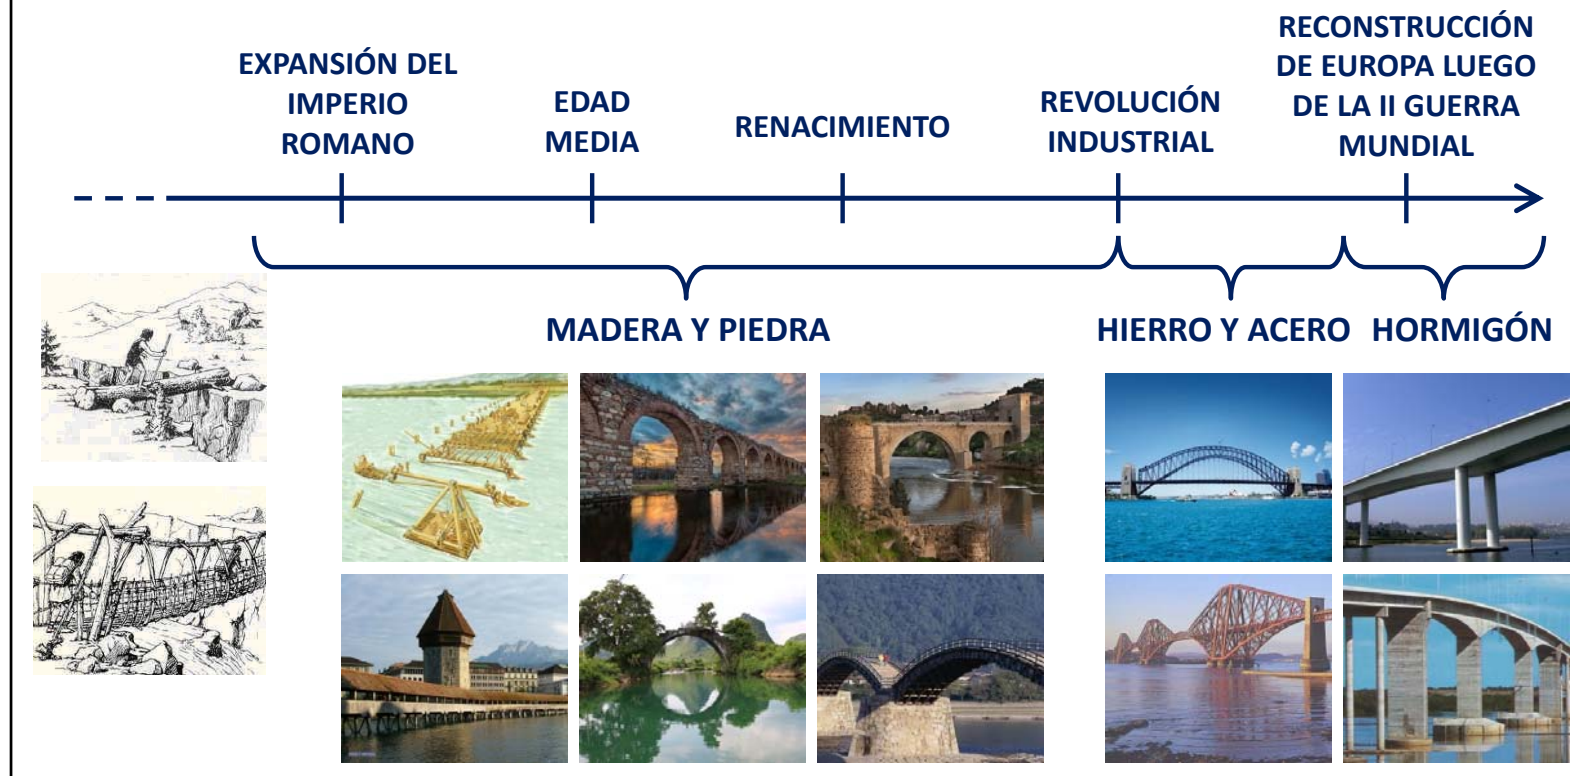 EXPANSIÓN DEL
IMPERIO
ROMANO
EDAD
MEDIA
RENACIMIENTO
REVOLUCIÓN
INDUSTRIAL
RECONSTRUCCIÓN
DE EUROPA LUEGO
DE LA II GUERRA
MUNDIAL
MADERA Y PIEDRA
HIERRO Y ACERO
HORMIGÓN